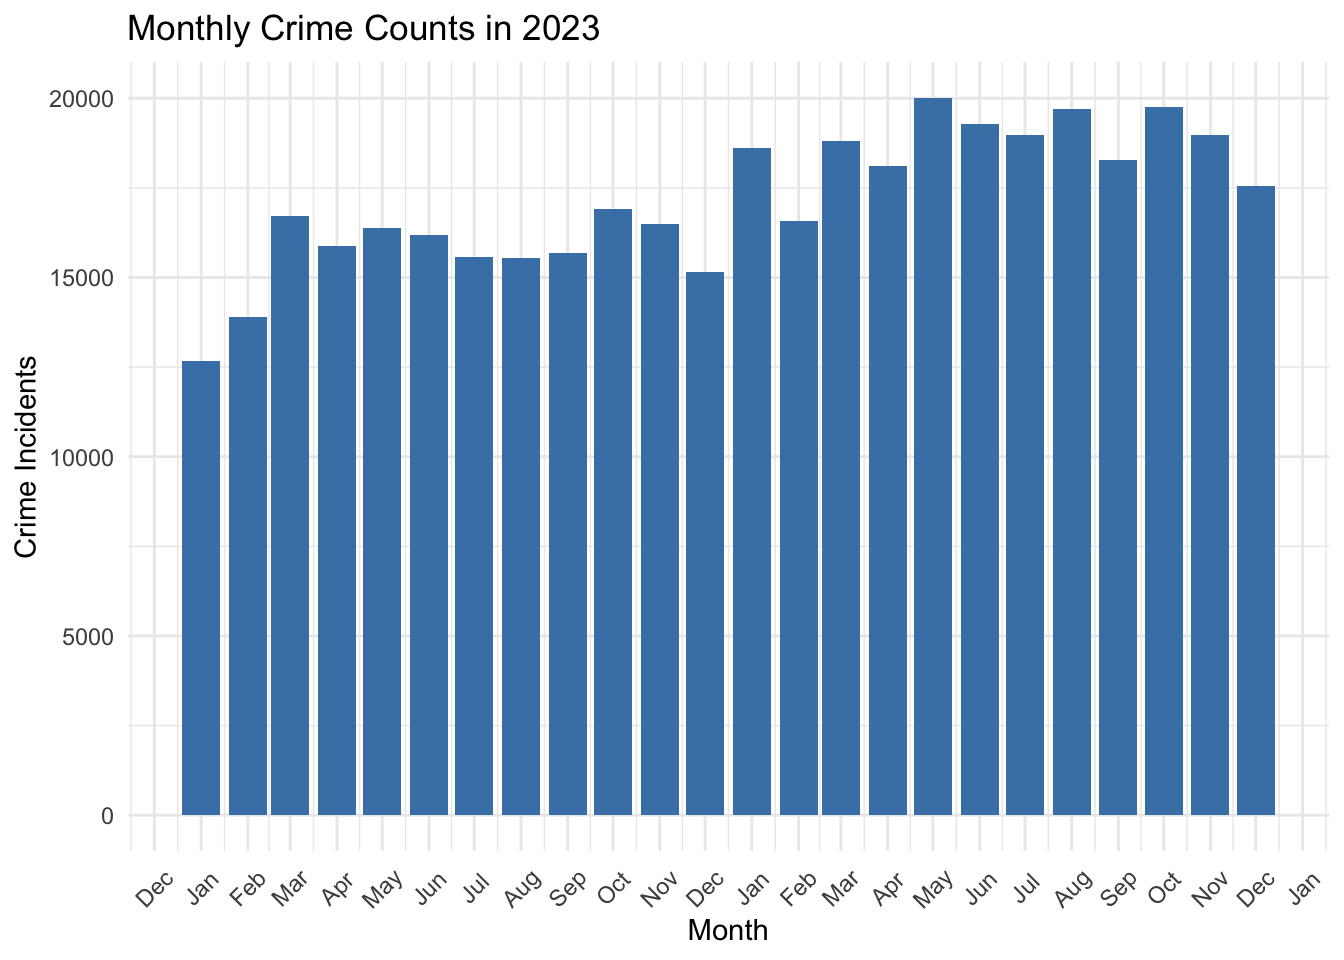 Monthly Crime Counts in 2023
20000
15000
10000
5000
0
Crime Incidents
Dec Jan Feb Mar Apr May Jun Jul Aug Sep Oct Nov Dec Jan Feb Mar Apr May Jun Jul Aug Sep Oct Nov Dec Jan
Month